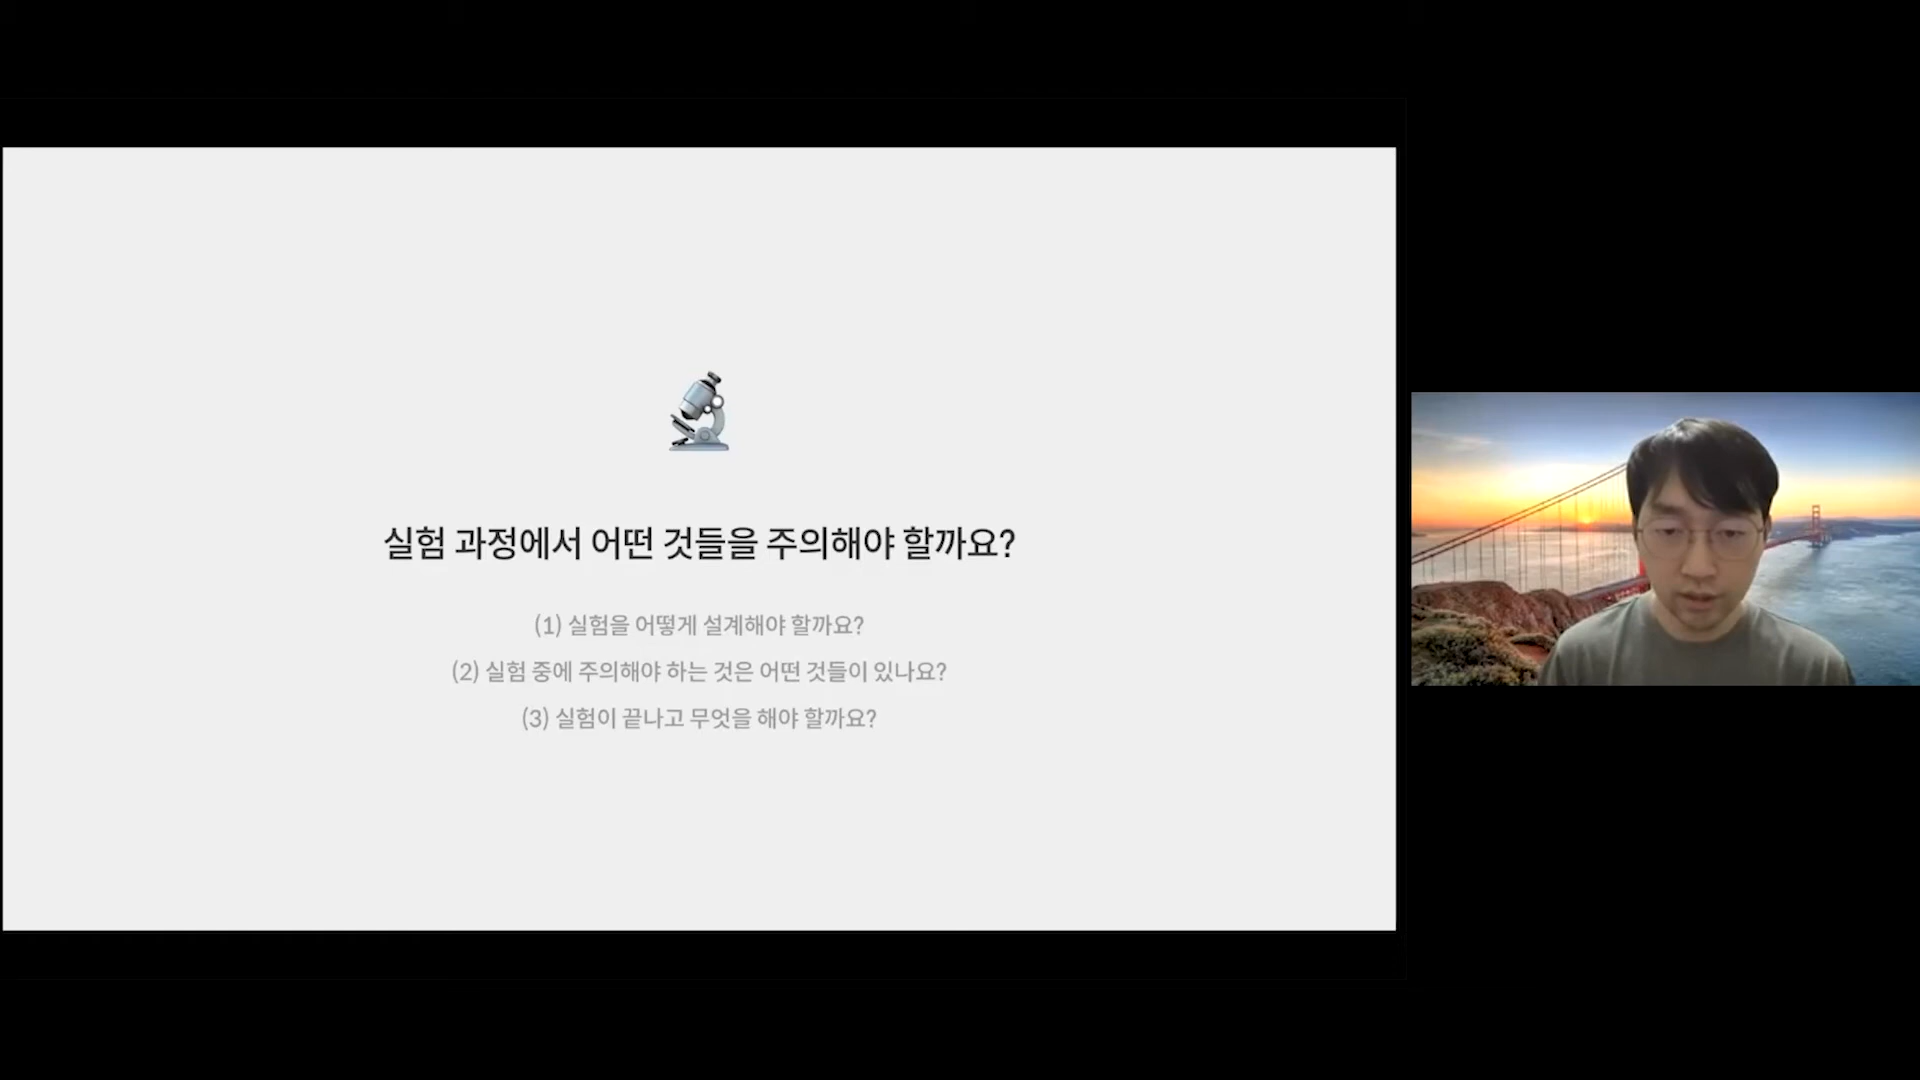 실험 과정에서 어떤 것들을 주의해야 할까요?
(1) 실험을 어떻게 설계해야 할까요?
(2) 실험 중에 주의해야 하는 것은 어떤 것들이 있나요?
(3) 실험이 끝나고 무엇을 해야 할까요?